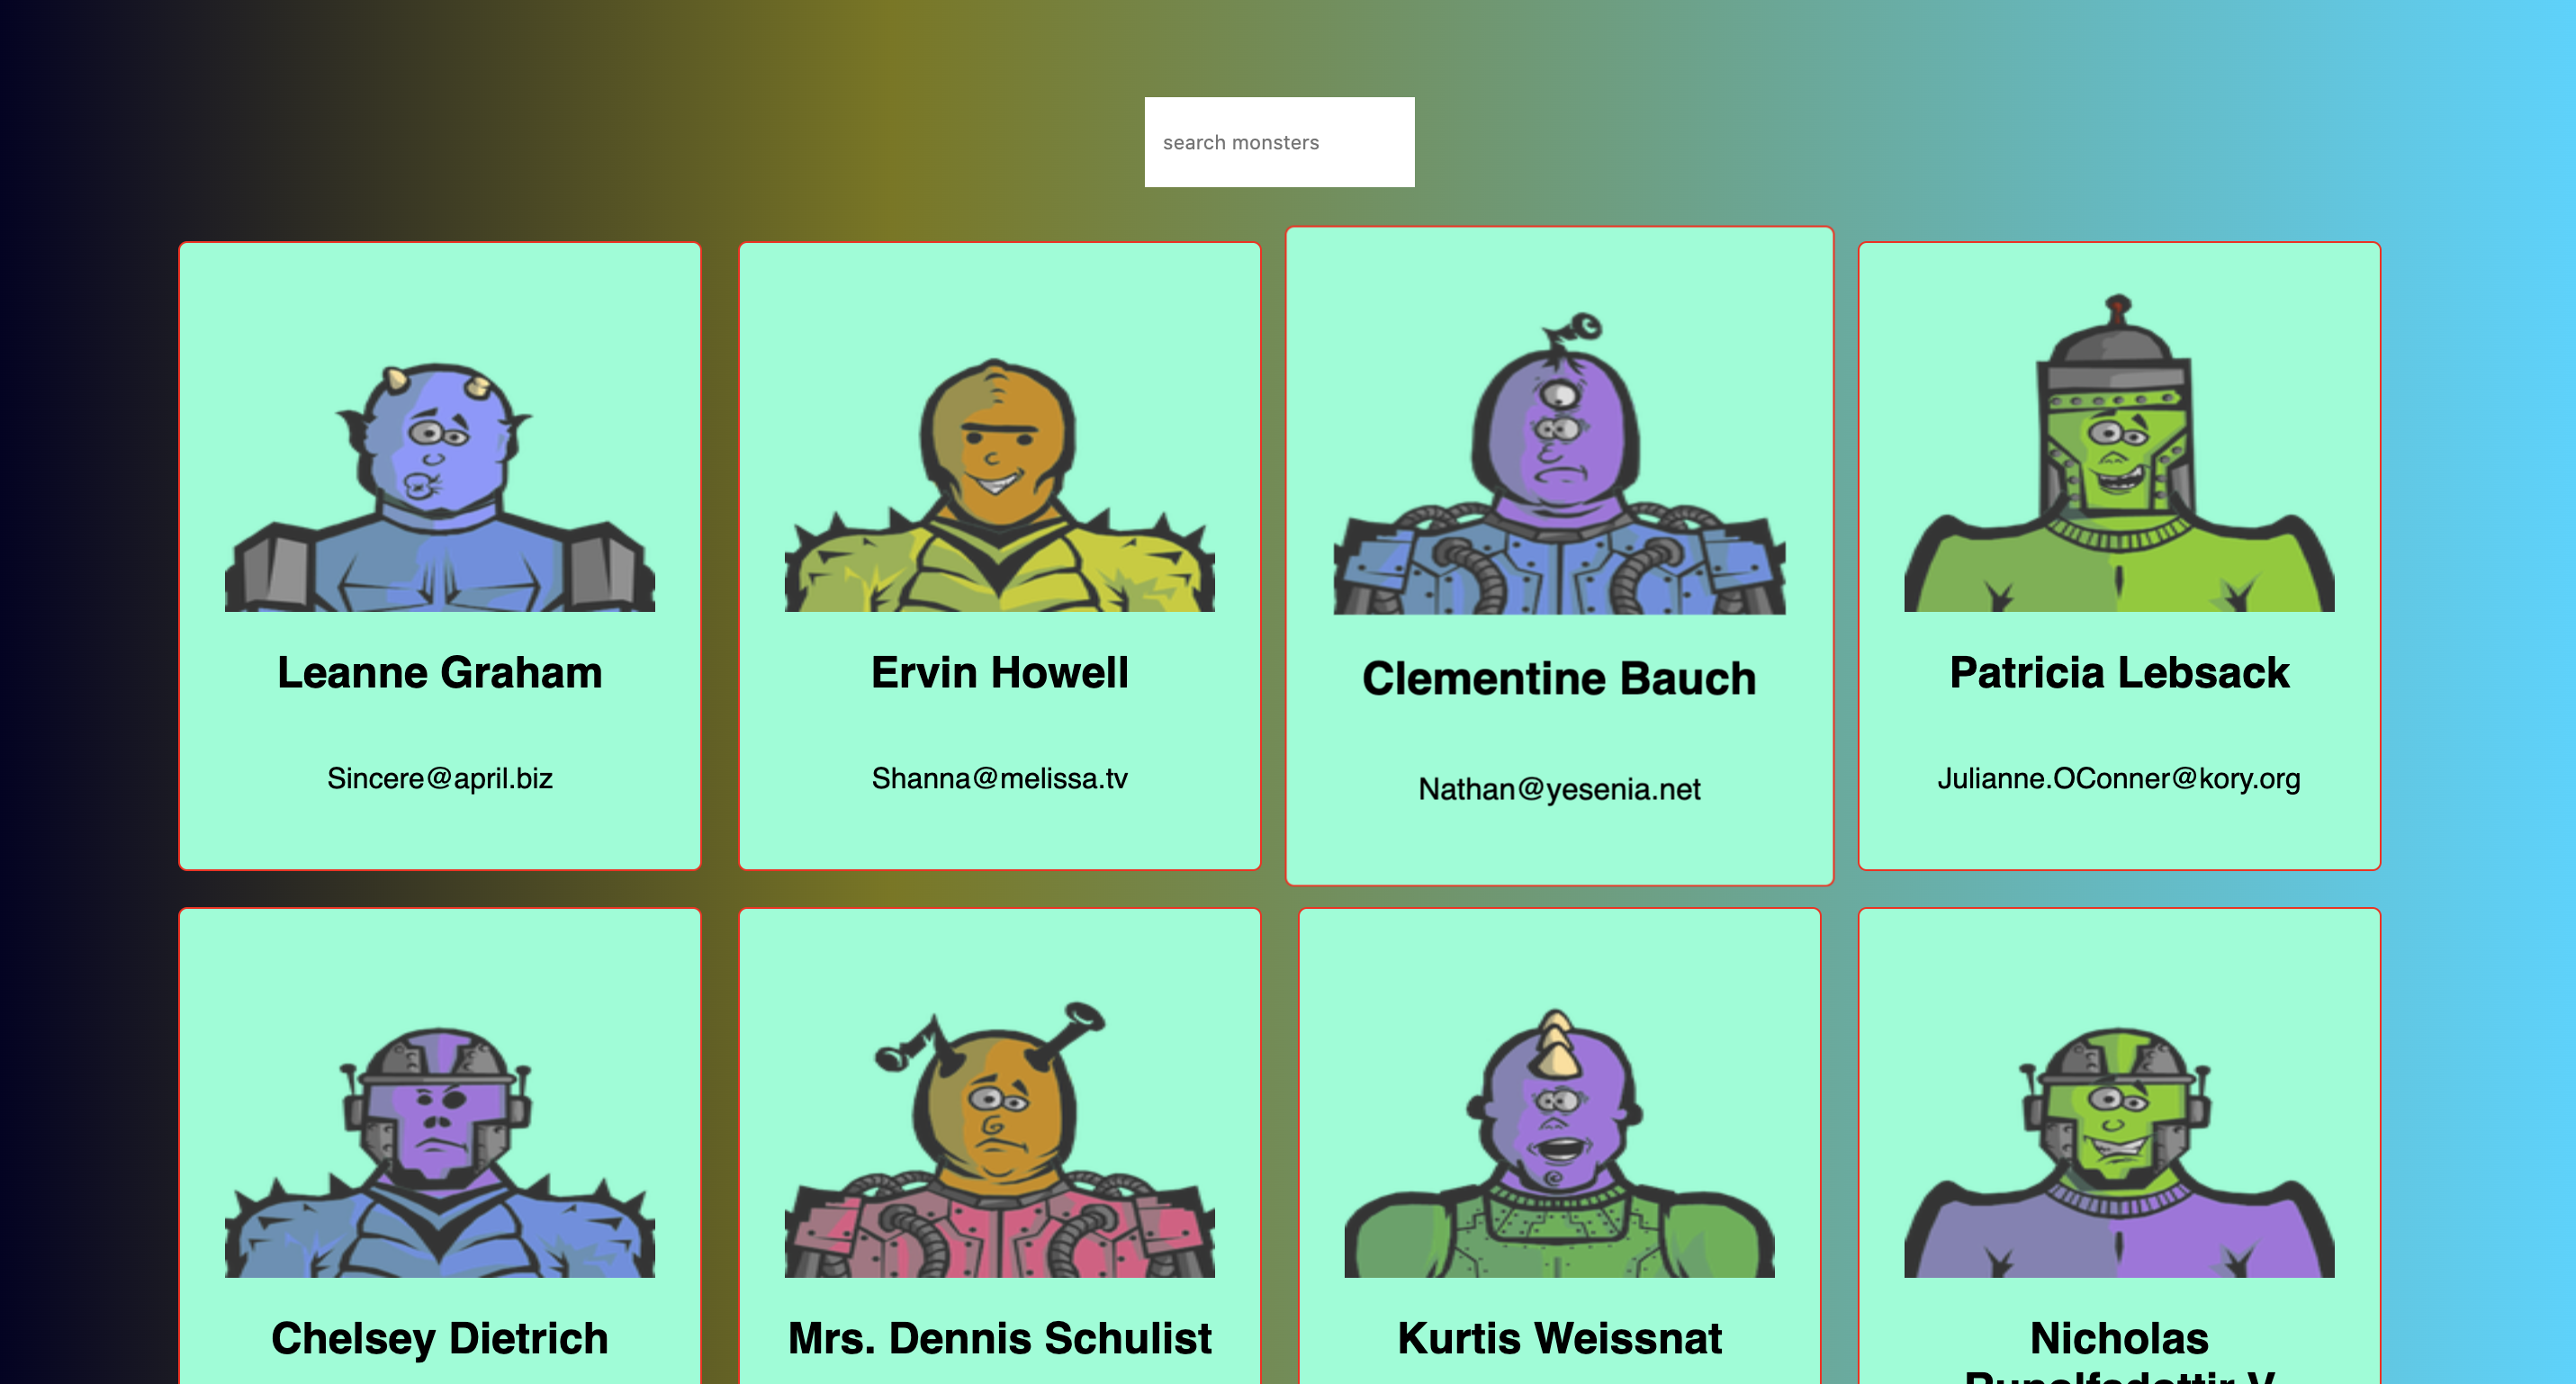 search monsters
Leanne Graham
Ervin Howell
Clementine Bauch
Patricia Lebsack
Sincere@april.biz
Shanna@melissa.tv
Nathan@yesenia.net
Julianne.OConner@kory.org
Chelsey Dietrich
Mrs. Dennis Schulist
Kurtis Weissnat
Nicholas
Runolfsdottir V